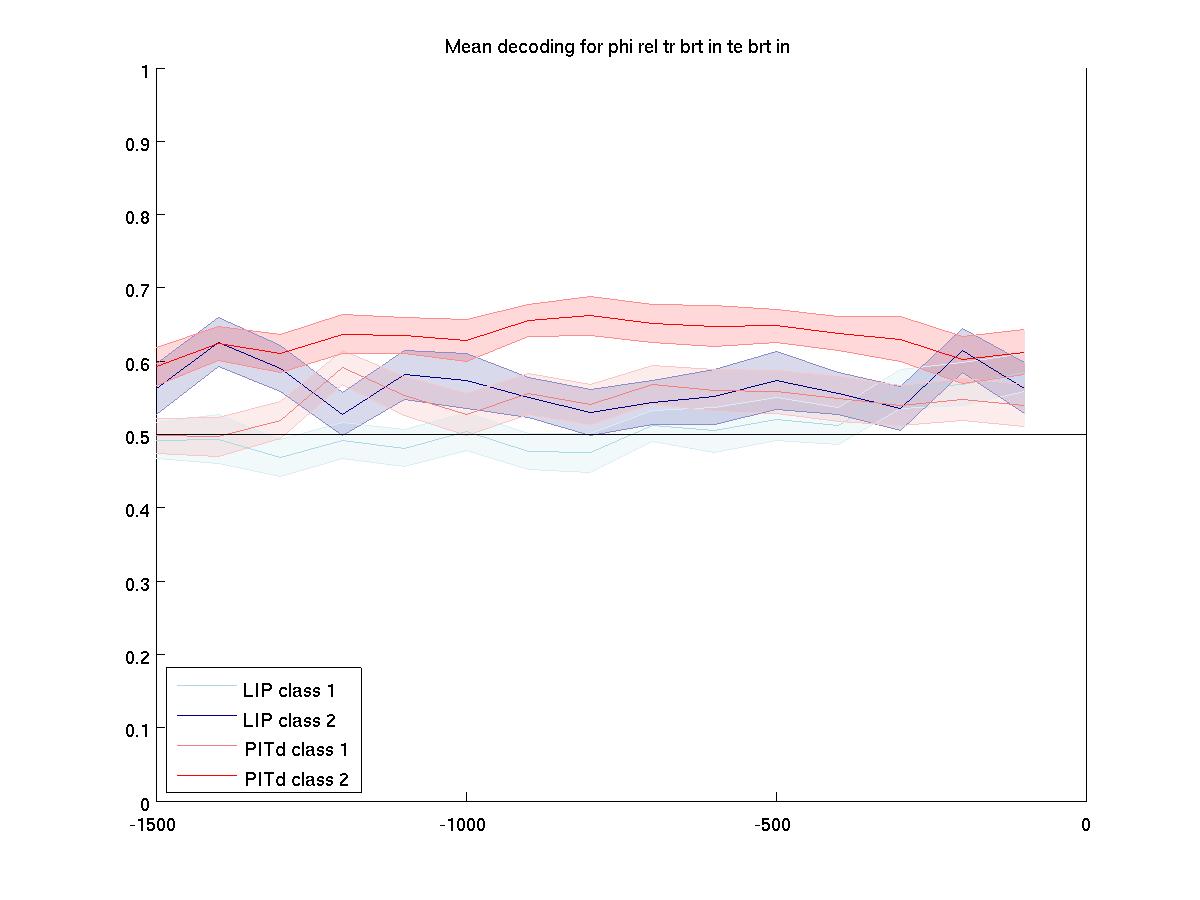 Mean decoding for phi rel tr brt in te brt in
1
0.9
0.8
0.7
0.6
0.5
0.4
0.3
0.2
0.1
0
LIP class 1
LIP class 2
PITd class 1
PITd class 2
-1500 -1000 -500 0